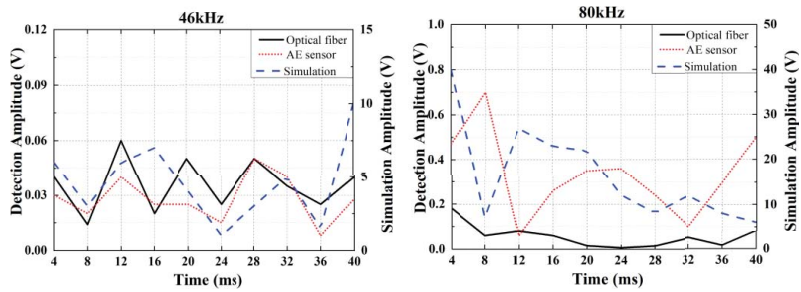 46kHz
Detection Amplitude (V)
0.12
0.09
0.06
0.03
0.00
Optical fiber
AE sensor
Simulation
15
10
5
0
Simulation Amplitude (V)
4 8 12 16 20 24 28 32 36 40
Time (ms)
80kHz
Detection Amplitude (V)
1.0
0.8
0.6
0.4
0.2
0.0
Optical fiber
AE sensor
Simulation
50
40
30
20
10
0
Simulation Amplitude (V)
4 8 12 16 20 24 28 32 36 40
Time (ms)